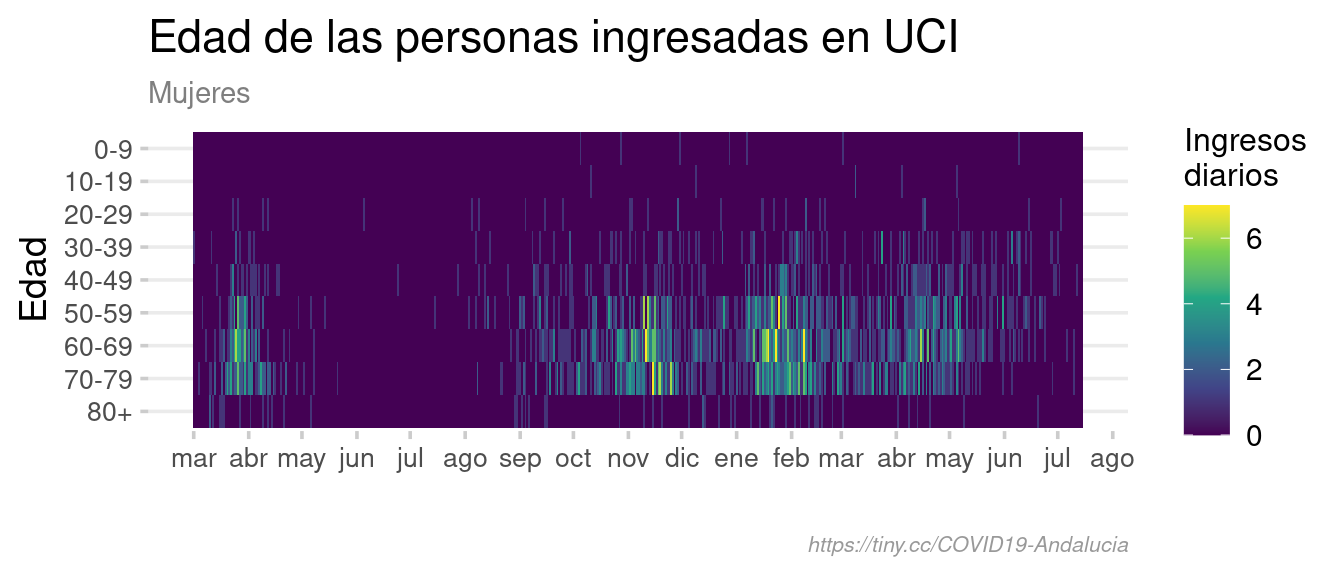 Edad de las personas ingresadas en UCI
Mujeres
Edad
0-9
10-19
20-29
30-39
40-49
50-59
60-69
70-79
80+
mar abr may jun jul ago sep oct nov dic ene feb mar abr may jun jul ago
Ingresos
diarios
6
4
2
0
https://tiny.cc/COVID19-Andalucia